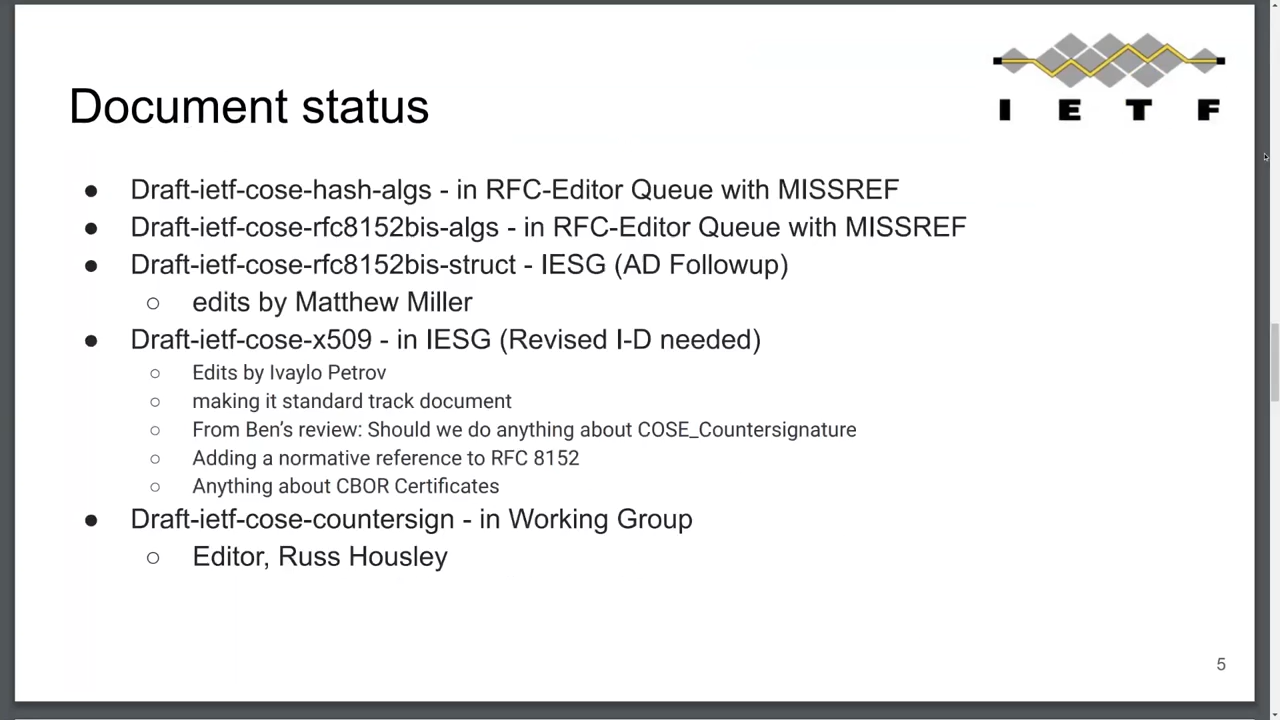 Document status
I E T F
● Draft-ietf-cose-hash-algs - in RFC-Editor Queue with MISSREF
● Draft-ietf-cose-rfc8152bis-algs - in RFC-Editor Queue with MISSREF
● Draft-ietf-cose-rfc8152bis-struct - IESG (AD Followup)
○ edits by Matthew Miller
● Draft-ietf-cose-x509 - in IESG (Revised I-D needed)
○ Edits by Ivaylo Petrov
○ making it standard track document
○ From Ben’s review: Should we do anything about COSE_Countersignature
○ Adding a normative reference to RFC 8152
○ Anything about CBOR Certificates
● Draft-ietf-cose-countersign - in Working Group
○ Editor, Russ Housley
5